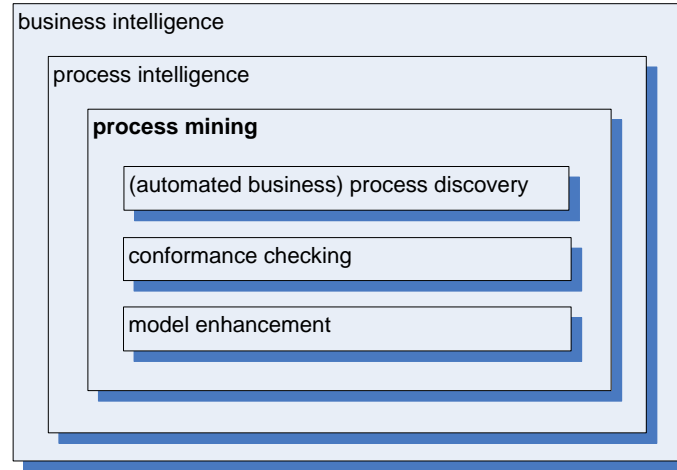 business intelligence
process intelligence
process mining
(automated business) process discovery
conformance checking
model enhancement